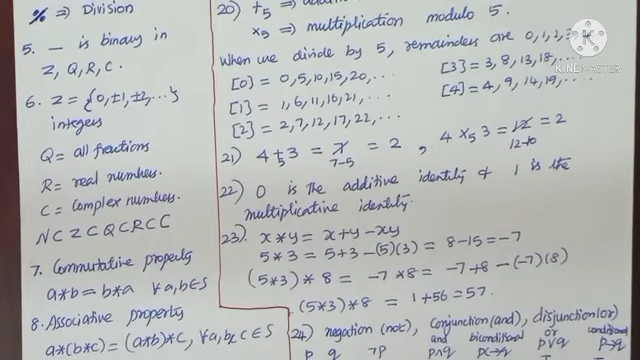 % ⇒ Division
5. — is binary in
Z, Q, R, C.
6. Z = {0, ±1, ±2, ...}
integers
Q = all fractions
R = real numbers.
C = Complex numbers.
N ⊂ Z ⊂ Q ⊂ R ⊂ C
7. Commutative property
a*b = b*a ∀ a,b∈S
8. Associative property
a*(b*c) = (a*b)*c, ∀ a,b,c ∈ S
20) +₅ ⇒
×₅ ⇒ multiplication modulo 5.
When we divide by 5, remainders are 0, 1, 2, 3
[0] = 0, 5, 10, 15, 20, ...
[3] = 3, 8, 13, 18, ...
[1] = 1, 6, 11, 16, 21, ...
[4] = 4, 9, 14, 19, ...
[2] = 2, 7, 12, 17, 22, ...
21) 4 +₅ 3 = 7 = 2, 4 ×₅ 3 = 12 = 2
7-5 12-10
22) 0 is the additive identity & 1 is the
multiplicative identity.
23). x*y = x+y-xy
5*3 = 5+3-(5)(3) = 8-15 = -7
(5*3)*8 = -7*8 = -7+8-(-7)(8)
(5*3)*8 = 1+56 = 57.
24) negation (not), Conjunction (and), disjunction (or)
and biconditional or conditional
p q ¬p p∧q p↔q p∨q p→q
KINEMASTER